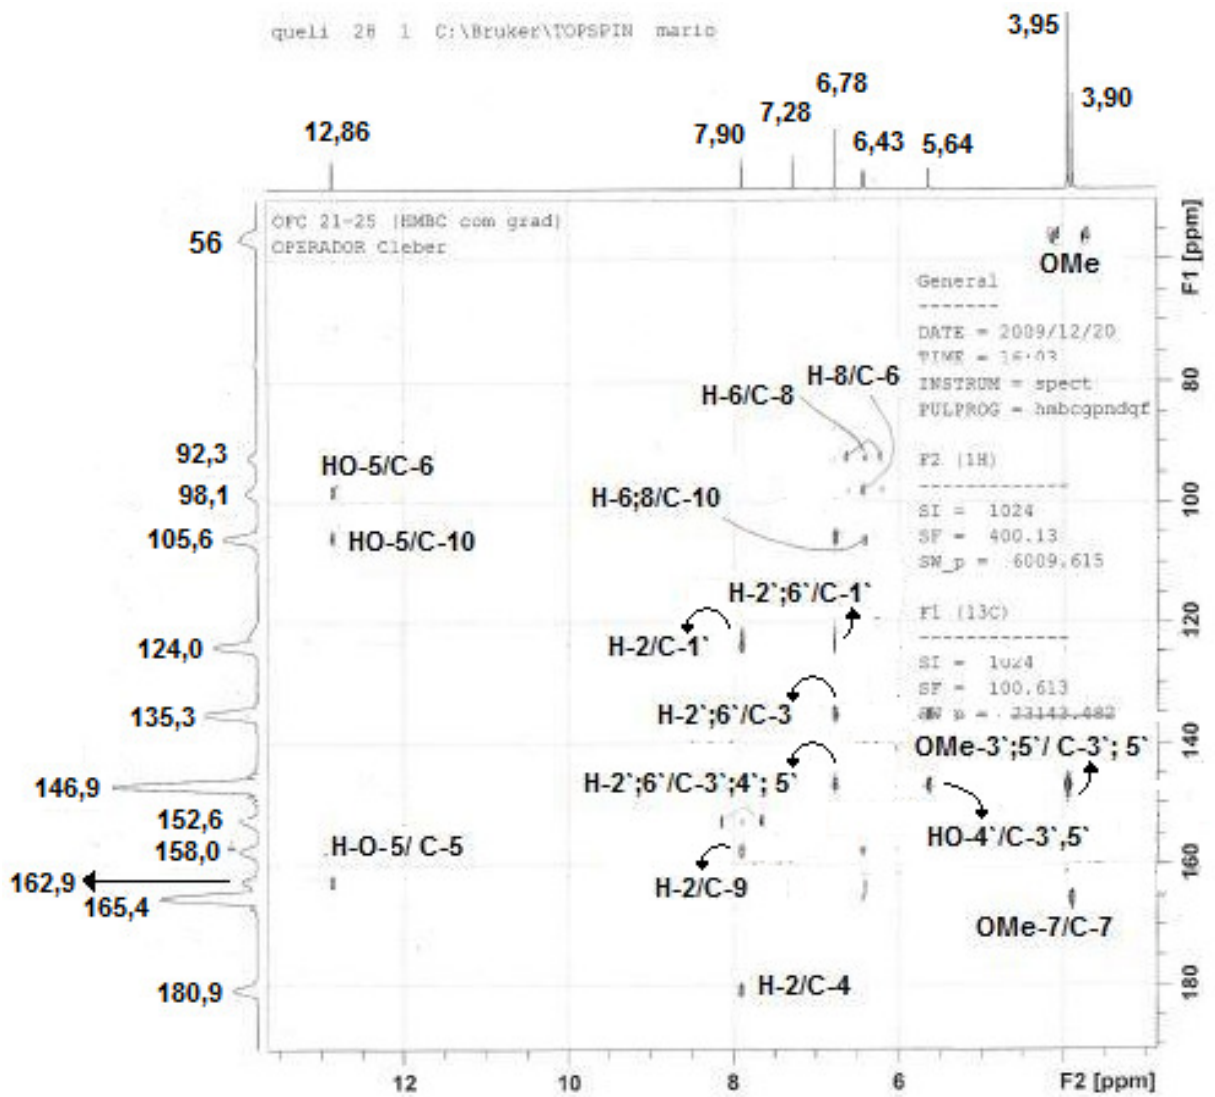 queli 28 1 C:\Bruker\TOPSPIN mario
3,95
3,90
6,78
7,28
12,86
7,90
6,43
5,64
OFC 21-25 (HMBC com grad)
OPERADOR Cleber
56
OMe
F1 [ppm]
General
-------
DATE = 2009/12/20
TIME = 16:03
INSTRUM = spect
PULPROG = hmbcgpndqf
H-8/C-6
H-6/C-8
80
92,3
HO-5/C-6
F2 (1H)
--------------
98,1
H-6;8/C-10
100
SI = 1024
105,6
HO-5/C-10
SF = 400.13
SW_p = 6009.615
H-2`;6`/C-1`
F1 (13C)
--------------
120
124,0
H-2/C-1`
SI = 1024
SF = 100.613
135,3
H-2`;6`/C-3
SW_p = 23143.482
OMe-3`;5`/ C-3`; 5`
140
146,9
H-2`;6`/C-3`;4`; 5`
152,6
HO-4`/C-3`,5`
158,0
H-O-5/ C-5
160
162,9
H-2/C-9
165,4
OMe-7/C-7
180,9
H-2/C-4
180
12
10
8
6
F2 [ppm]